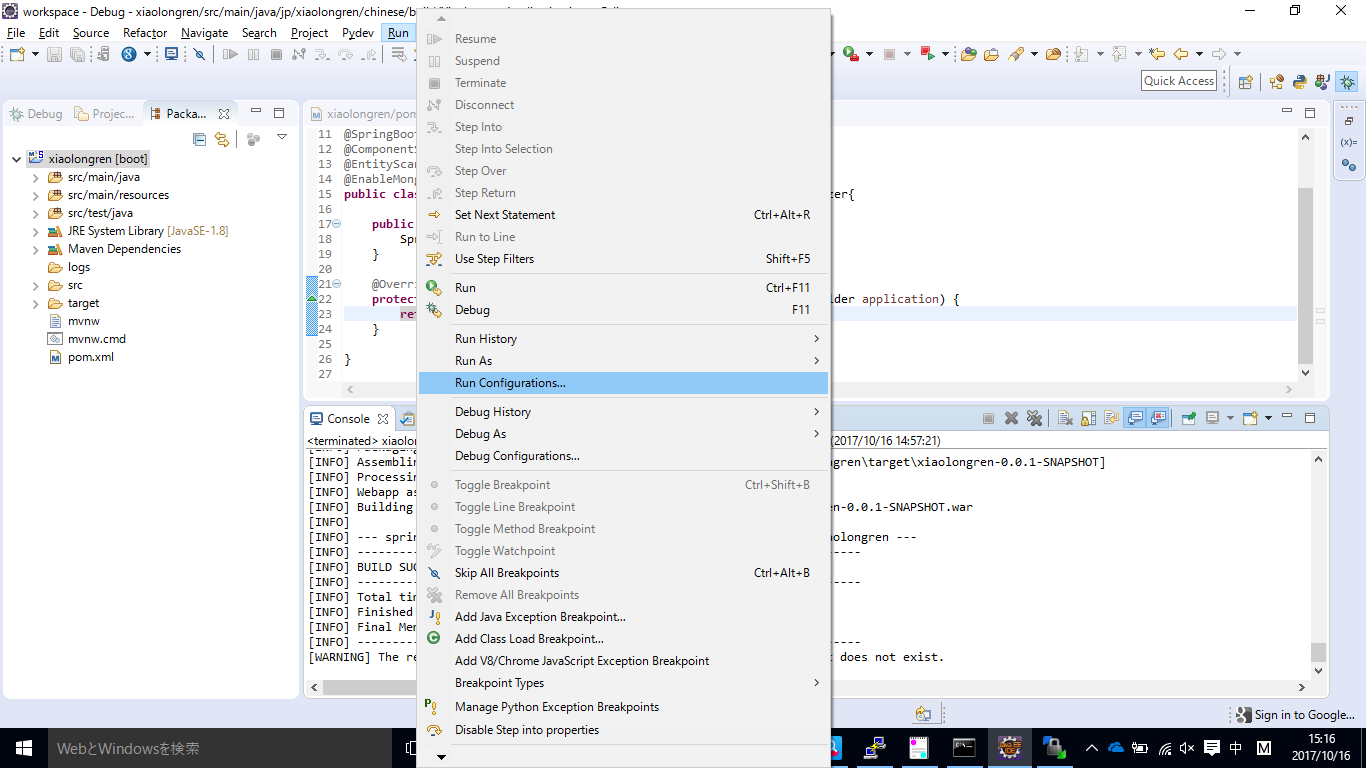 workspace - Debug - xiaolongren/src/main/java/jp/xiaolongren/chinese/
File Edit Source Refactor Navigate Search Project Pydev Run
Quick Access
Debug Projec... Packa...
xiaolongren [boot]
src/main/java
src/main/resources
src/test/java
JRE System Library [JavaSE-1.8]
Maven Dependencies
logs
src
target
mvnw
mvnw.cmd
pom.xml
Resume
Suspend
Terminate
Disconnect
Step Into
Step Into Selection
Step Over
Step Return
Set Next Statement Ctrl+Alt+R
Run to Line
Use Step Filters Shift+F5
Run Ctrl+F11
Debug F11
Run History
Run As
Run Configurations...
Debug History
Debug As
Debug Configurations...
Toggle Breakpoint Ctrl+Shift+B
Toggle Line Breakpoint
Toggle Method Breakpoint
Toggle Watchpoint
Skip All Breakpoints Ctrl+Alt+B
Remove All Breakpoints
Add Java Exception Breakpoint...
Add Class Load Breakpoint...
Add V8/Chrome JavaScript Exception Breakpoint
Breakpoint Types
Manage Python Exception Breakpoints
Disable Step into properties
xiaolongren/pom
11 @SpringBoot
12 @Component
13 @EntityScan
14 @EnableMong
15 public clas zer{
16
17 public
18 Spr
19 }
20
21 @Overri
22 protect lder application) {
23 re
24 }
25
26 }
27
Console
<terminated> xiaolo (2017/10/16 14:57:21)
[INFO] Assemblin ngren\target\xiaolongren-0.0.1-SNAPSHOT]
[INFO] Processin
[INFO] Webapp as
[INFO] Building en-0.0.1-SNAPSHOT.war
[INFO]
[INFO] --- sprin aolongren ---
[INFO] ----------
[INFO] BUILD SUC
[INFO] ----------
[INFO] Total tim
[INFO] Finished
[INFO] Final Mem
[INFO] ----------
[WARNING] The re t does not exist.
(x)=
Sign in to Google...
WebとWindowsを検索
中 M
15:16
2017/10/16